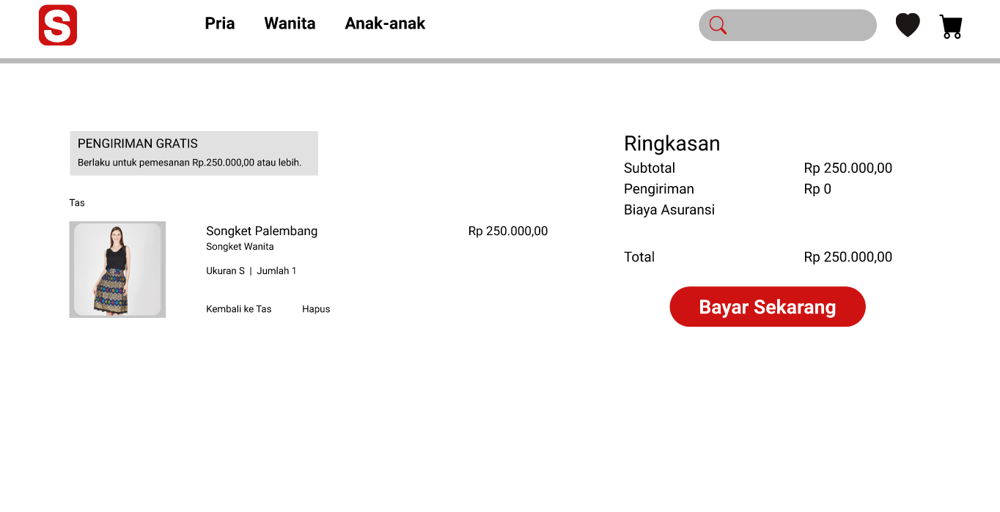 S
Pria Wanita Anak-anak
PENGIRIMAN GRATIS
Berlaku untuk pemesanan Rp.250.000,00 atau lebih.
Tas
Songket Palembang Rp 250.000,00
Songket Wanita
Ukuran S | Jumlah 1
Kembali ke Tas Hapus
Ringkasan
Subtotal Rp 250.000,00
Pengiriman Rp 0
Biaya Asuransi
Total Rp 250.000,00
Bayar Sekarang